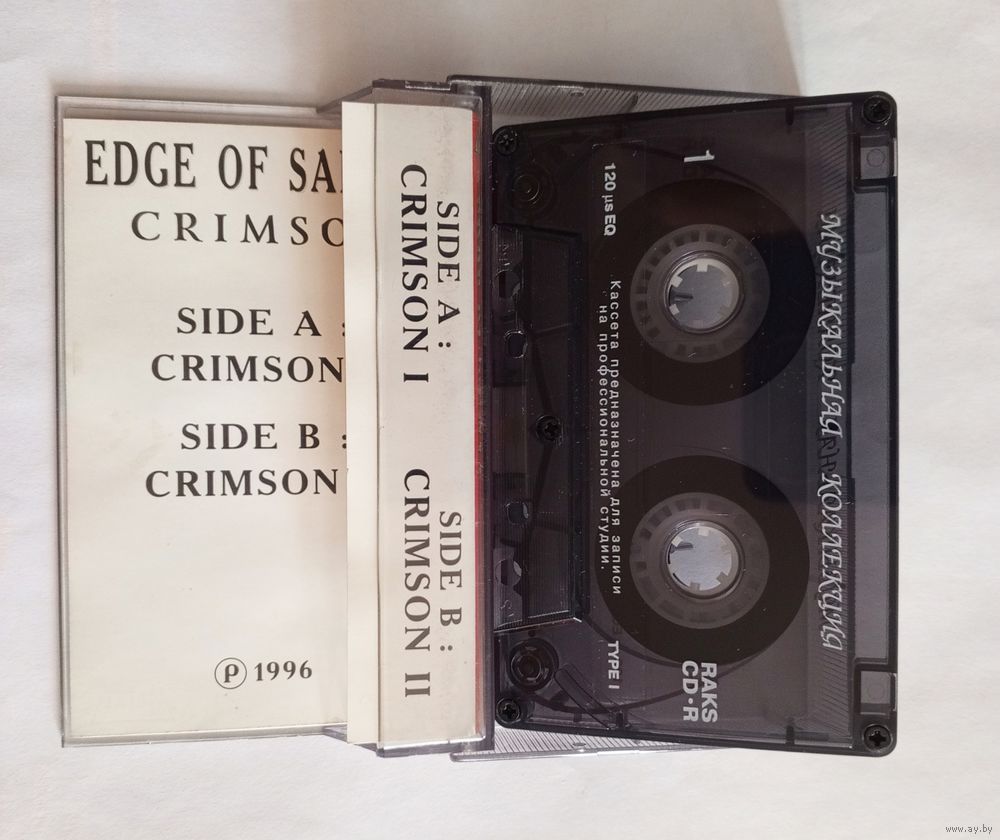 EDGE OF SA
CRIMSO
SIDE A :
CRIMSON
SIDE B :
CRIMSON
℗ 1996
SIDE A :
CRIMSON I
SIDE B :
CRIMSON II
1
120 µs EQ
Кассета предназначена для записи
на профессиональной студии.
TYPE I
RAKS
CD·R
МУЗЫКАЛЬНАЯ КОЛЛЕКЦИЯ
www.ay.by